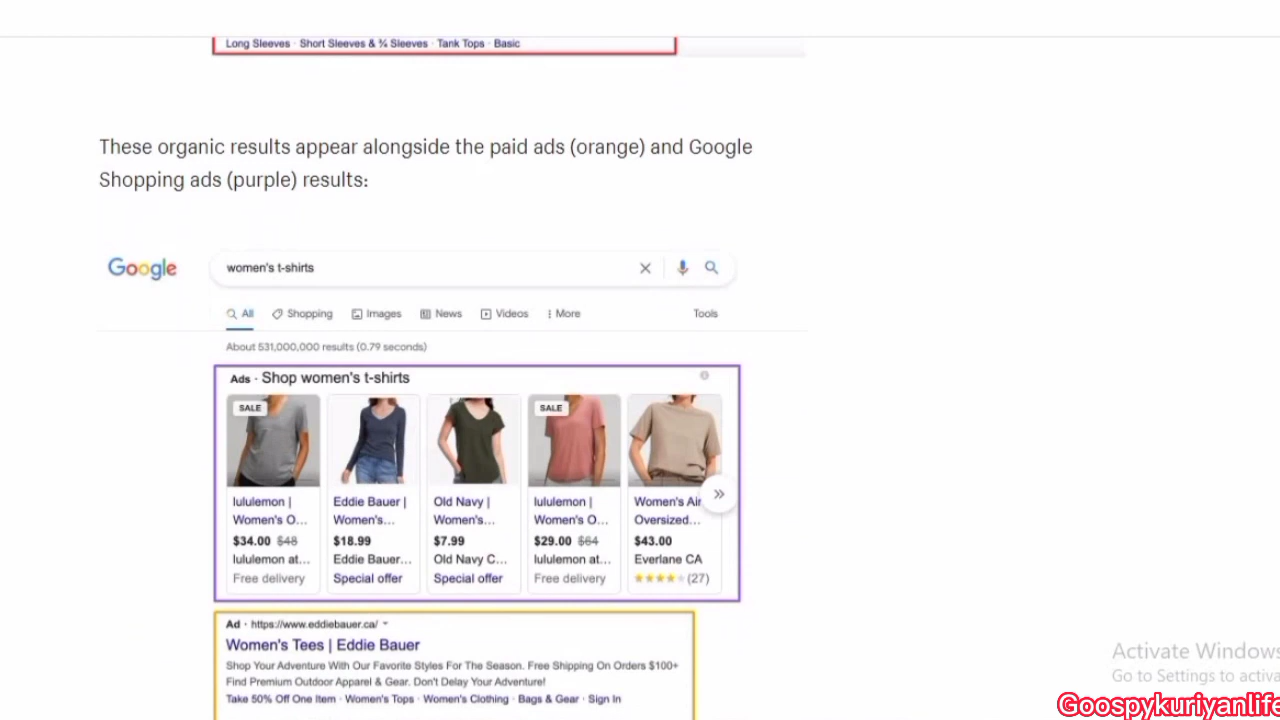 Long Sleeves · Short Sleeves & ¾ Sleeves · Tank Tops · Basic
These organic results appear alongside the paid ads (orange) and Google
Shopping ads (purple) results:
Google
women's t-shirts
All Shopping Images News Videos More Tools
About 531,000,000 results (0.79 seconds)
Ads · Shop women's t-shirts
SALE SALE
lululemon | Eddie Bauer | Old Navy | lululemon | Women's Air
Women's O... Women's... Women's... Women's O... Oversized...
$34.00 $48 $18.99 $7.99 $29.00 $64 $43.00
lululemon at... Eddie Bauer... Old Navy C... lululemon at... Everlane CA
Free delivery Special offer Special offer Free delivery (27)
Ad · https://www.eddiebauer.ca/
Women's Tees | Eddie Bauer
Shop Your Adventure With Our Favorite Styles For The Season. Free Shipping On Orders $100+
Find Premium Outdoor Apparel & Gear. Don't Delay Your Adventure!
Take 50% Off One Item · Women's Tops · Women's Clothing · Bags & Gear · Sign In
Activate Windows
Go to Settings to activa
Goospykuriyanlife